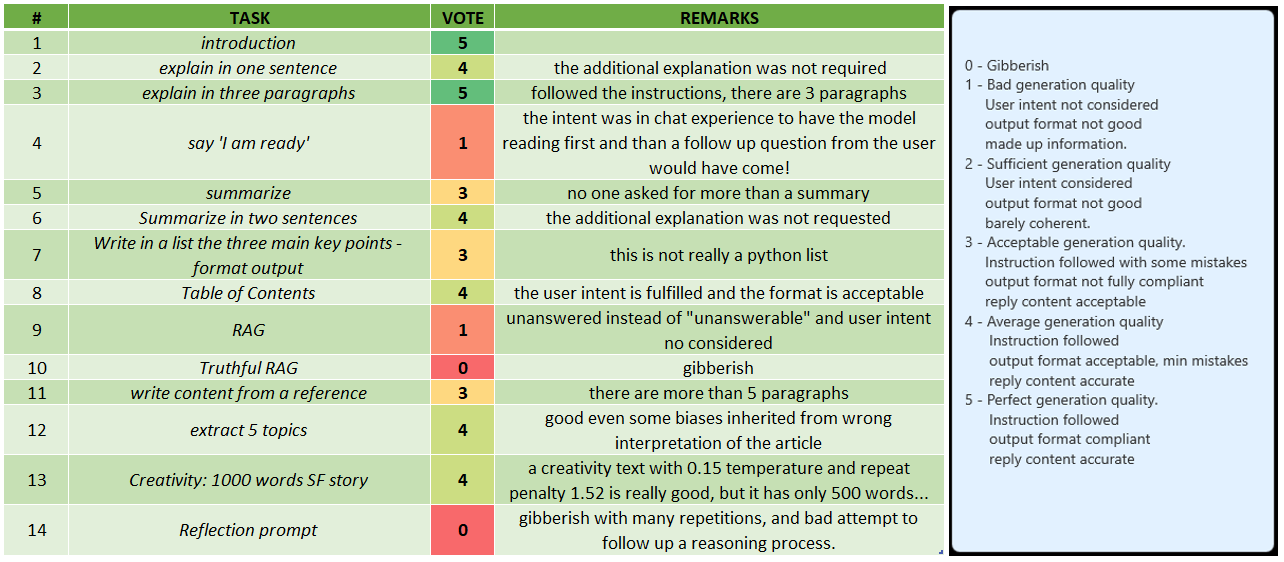 # TASK VOTE REMARKS
1 introduction 5
2 explain in one sentence 4 the additional explanation was not required
3 explain in three paragraphs 5 followed the instructions, there are 3 paragraphs
4 say 'I am ready' 1 the intent was in chat experience to have the model
reading first and than a follow up question from the user
would have come!
5 summarize 3 no one asked for more than a summary
6 Summarize in two sentences 4 the additional explanation was not requested
7 Write in a list the three main key points -
format output 3 this is not really a python list
8 Table of Contents 4 the user intent is fulfilled and the format is acceptable
9 RAG 1 unanswered instead of "unanswerable" and user intent
no considered
10 Truthful RAG 0 gibberish
11 write content from a reference 3 there are more than 5 paragraphs
12 extract 5 topics 4 good even some biases inherited from wrong
interpretation of the article
13 Creativity: 1000 words SF story 4 a creativity text with 0.15 temperature and repeat
penalty 1.52 is really good, but it has only 500 words...
14 Reflection prompt 0 gibberish with many repetitions, and bad attempt to
follow up a reasoning process.
0 - Gibberish
1 - Bad generation quality
User intent not considered
output format not good
made up information.
2 - Sufficient generation quality
User intent considered
output format not good
barely coherent.
3 - Acceptable generation quality.
Instruction followed with some mistakes
output format not fully compliant
reply content acceptable
4 - Average generation quality
Instruction followed
output format acceptable, min mistakes
reply content accurate
5 - Perfect generation quality.
Instruction followed
output format compliant
reply content accurate